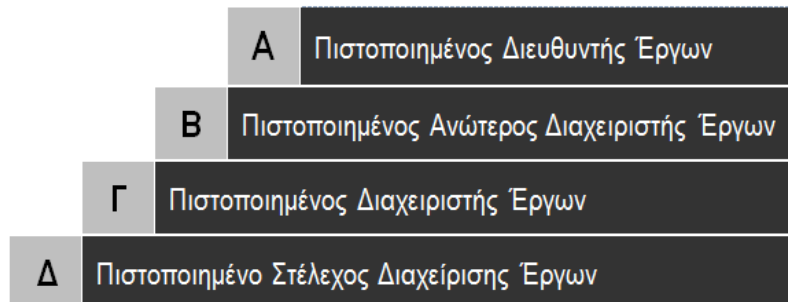 Α Πιστοποιημένος Διευθυντής Έργων
Β Πιστοποιημένος Ανώτερος Διαχειριστής Έργων
Γ Πιστοποιημένος Διαχειριστής Έργων
Δ Πιστοποιημένο Στέλεχος Διαχείρισης Έργων